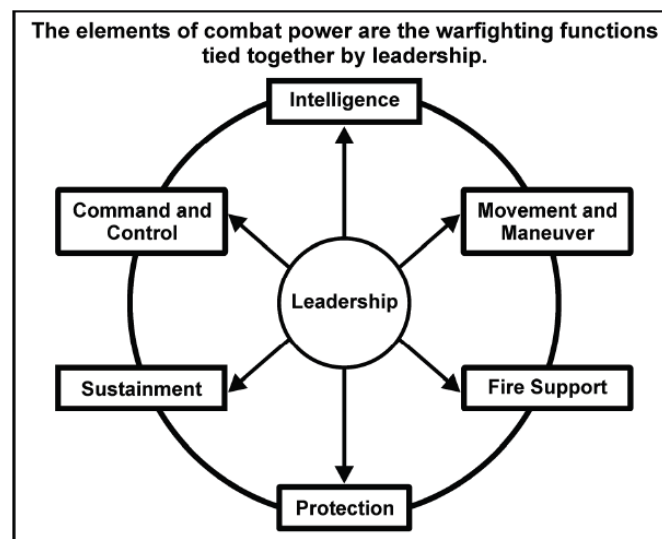 The elements of combat power are the warfighting functions
tied together by leadership.
Intelligence
Command and
Control
Movement and
Maneuver
Leadership
Sustainment
Fire Support
Protection